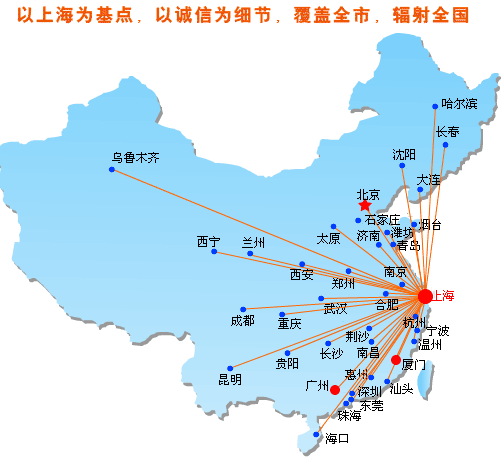 以上海为基点，以诚信为细节，覆盖全市，辐射全国
哈尔滨
长春
沈阳
乌鲁木齐
大连
北京
石家庄
烟台
太原
济南
潍坊
青岛
西宁
兰州
西安
郑州
南京
上海
合肥
武汉
成都
重庆
杭州
宁波
荆沙
温州
长沙
南昌
贵阳
厦门
昆明
惠州
广州
汕头
深圳
东莞
珠海
海口